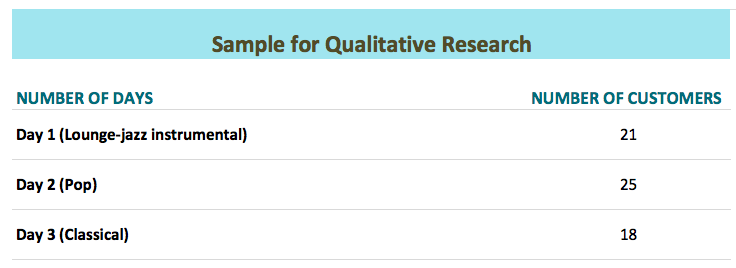 Sample for Qualitative Research
NUMBER OF DAYS NUMBER OF CUSTOMERS
Day 1 (Lounge-jazz instrumental) 21
Day 2 (Pop) 25
Day 3 (Classical) 18